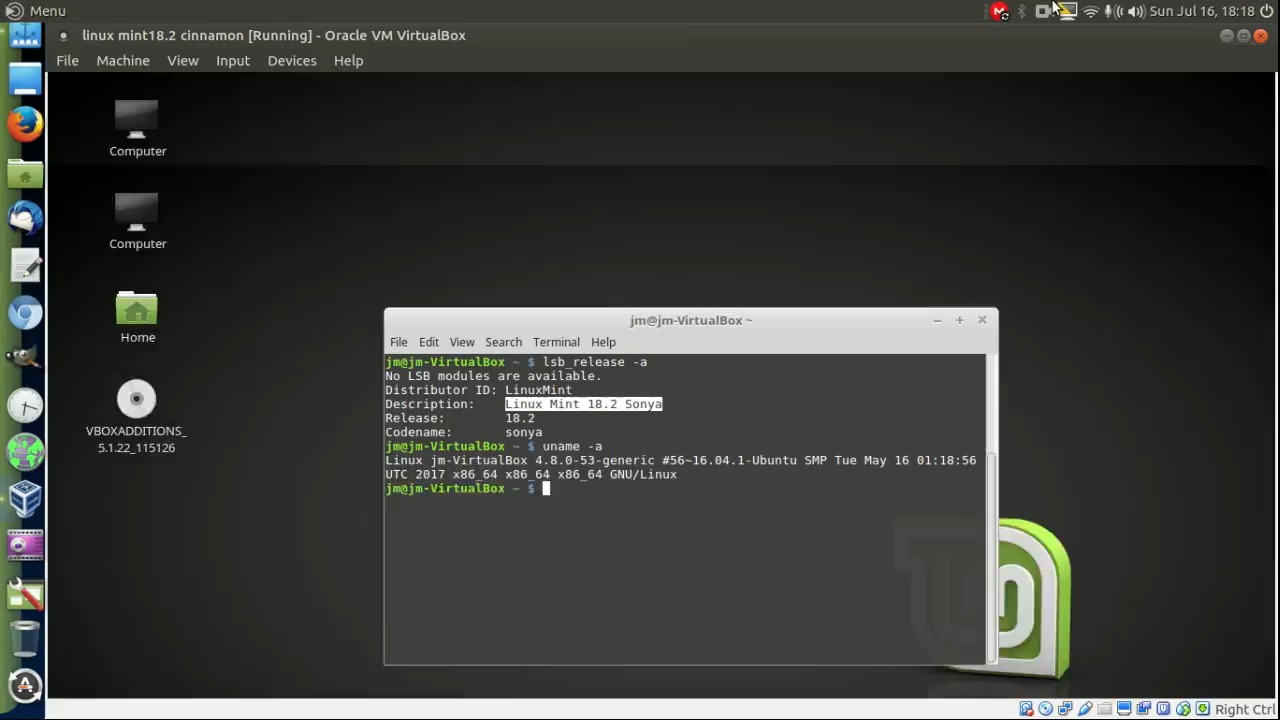 Menu
Sun Jul 16, 18:18
linux mint18.2 cinnamon [Running] - Oracle VM VirtualBox
File Machine View Input Devices Help
Computer
Computer
Home
VBOXADDITIONS_
5.1.22_115126
jm@jm-VirtualBox ~
File Edit View Search Terminal Help
jm@jm-VirtualBox ~ $ lsb_release -a
No LSB modules are available.
Distributor ID: LinuxMint
Description: Linux Mint 18.2 Sonya
Release: 18.2
Codename: sonya
jm@jm-VirtualBox ~ $ uname -a
Linux jm-VirtualBox 4.8.0-53-generic #56~16.04.1-Ubuntu SMP Tue May 16 01:18:56
UTC 2017 x86_64 x86_64 x86_64 GNU/Linux
jm@jm-VirtualBox ~ $
Right Ctrl